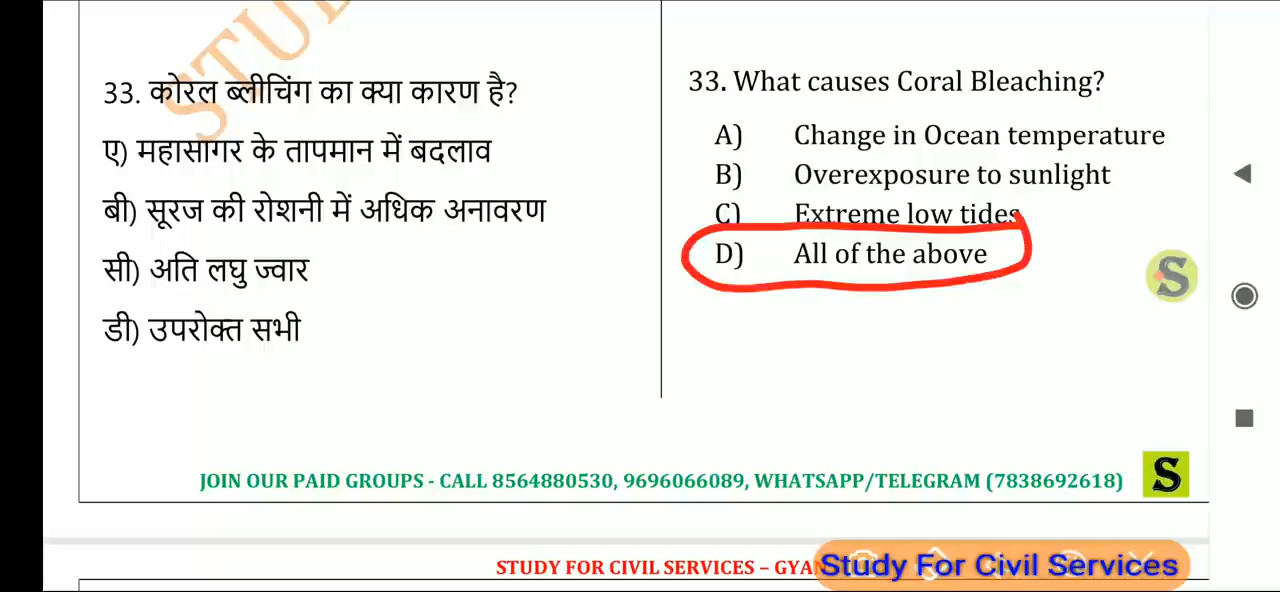 STU
33. कोरल ब्लीचिंग का क्या कारण है?
ए) महासागर के तापमान में बदलाव
बी) सूरज की रोशनी में अधिक अनावरण
सी) अति लघु ज्वार
डी) उपरोक्त सभी
33. What causes Coral Bleaching?
A) Change in Ocean temperature
B) Overexposure to sunlight
C) Extreme low tides
D) All of the above
S
JOIN OUR PAID GROUPS - CALL 8564880530, 9696066089, WHATSAPP/TELEGRAM (7838692618)
S
STUDY FOR CIVIL SERVICES – GYAN
Study For Civil Services